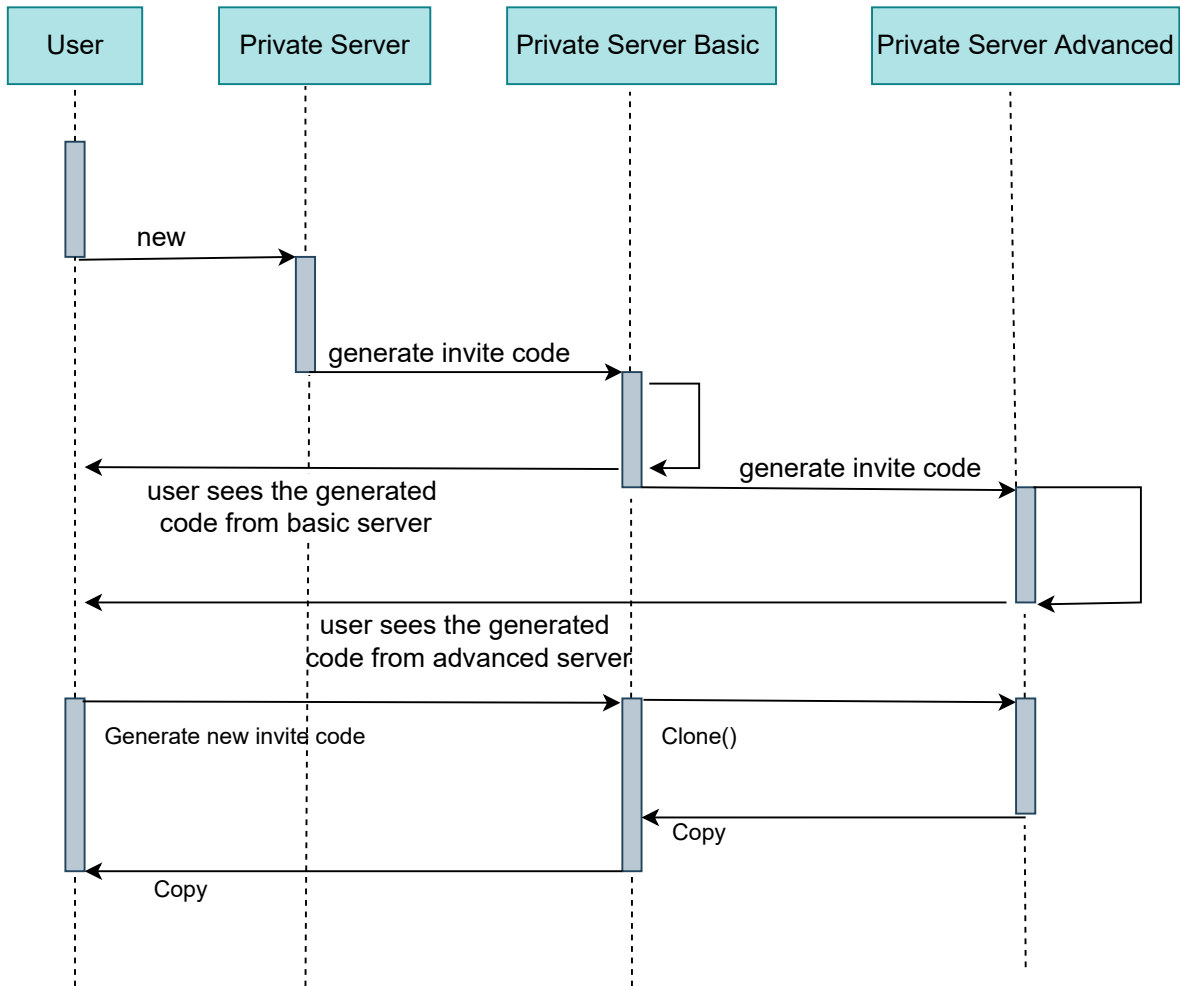 User
Private Server
Private Server Basic
Private Server Advanced
new
generate invite code
generate invite code
user sees the generated
code from basic server
user sees the generated
code from advanced server
Generate new invite code
Clone()
Copy
Copy